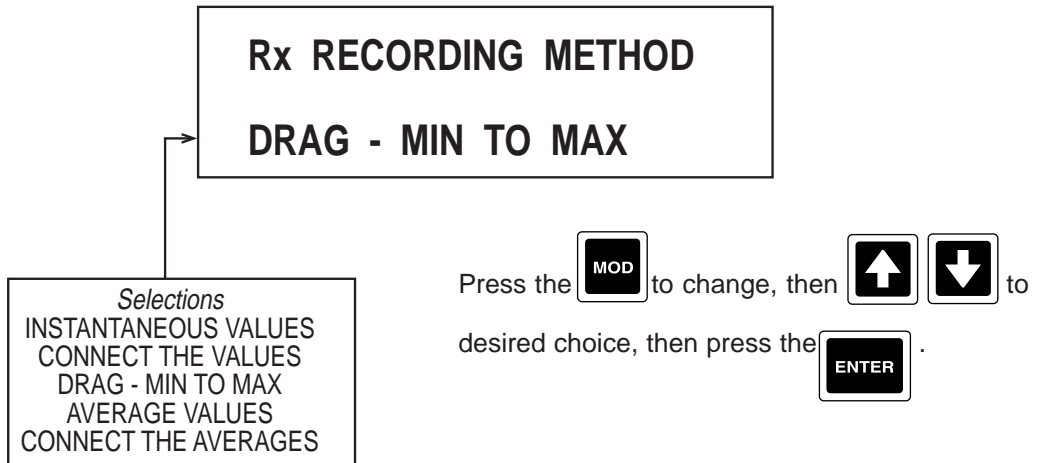 Rx RECORDING METHOD
DRAG - MIN TO MAX
Press the MOD to change, then to
desired choice, then press the ENTER .
Selections
INSTANTANEOUS VALUES
CONNECT THE VALUES
DRAG - MIN TO MAX
AVERAGE VALUES
CONNECT THE AVERAGES